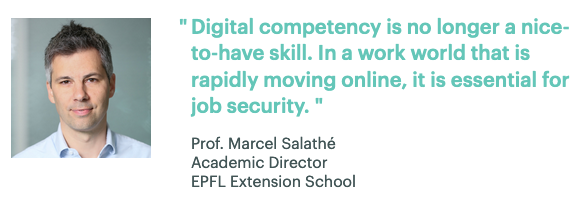 " Digital competency is no longer a nice-
to-have skill. In a work world that is
rapidly moving online, it is essential for
job security. "
Prof. Marcel Salathé
Academic Director
EPFL Extension School